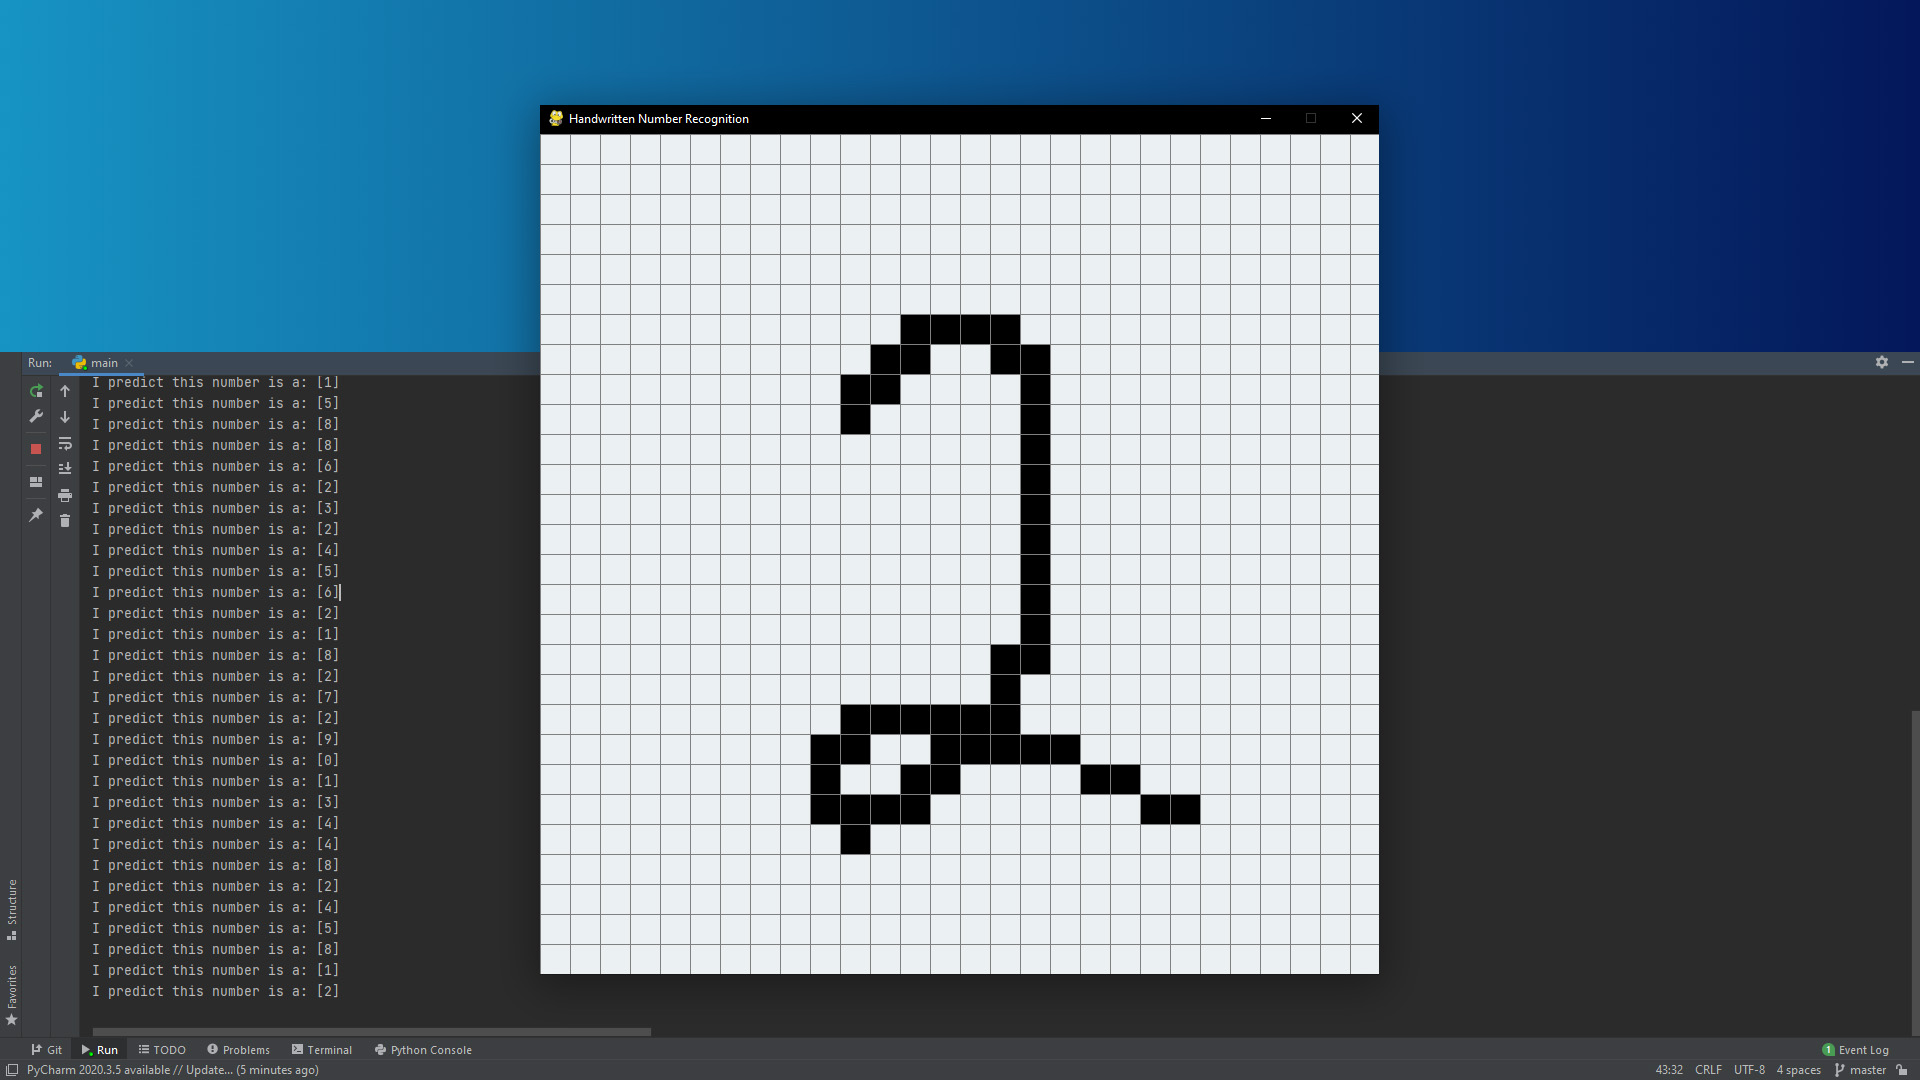 Handwritten Number Recognition
Run: main
I predict this number is a: [1]
I predict this number is a: [5]
I predict this number is a: [8]
I predict this number is a: [8]
I predict this number is a: [6]
I predict this number is a: [2]
I predict this number is a: [3]
I predict this number is a: [2]
I predict this number is a: [4]
I predict this number is a: [5]
I predict this number is a: [6]
I predict this number is a: [2]
I predict this number is a: [1]
I predict this number is a: [8]
I predict this number is a: [2]
I predict this number is a: [7]
I predict this number is a: [2]
I predict this number is a: [9]
I predict this number is a: [0]
I predict this number is a: [1]
I predict this number is a: [3]
I predict this number is a: [4]
I predict this number is a: [4]
I predict this number is a: [8]
I predict this number is a: [2]
I predict this number is a: [4]
I predict this number is a: [5]
I predict this number is a: [8]
I predict this number is a: [1]
I predict this number is a: [2]
2
Structure
Favorites
Git Run TODO Problems Terminal Python Console 1 Event Log
PyCharm 2020.3.5 available // Update... (5 minutes ago) 43:32 CRLF UTF-8 4 spaces master